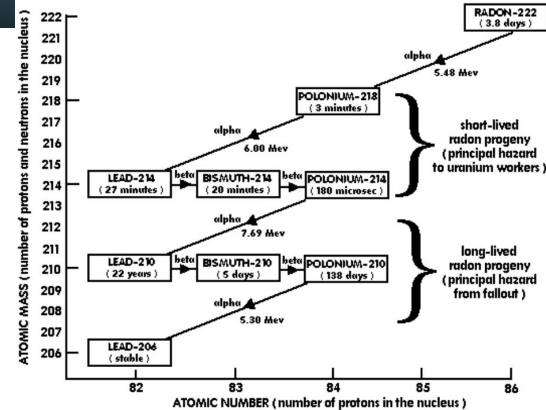 222
221
220
219
218
217
216
215
214
213
212
211
210
209
208
207
206
ATOMIC MASS (number of protons and neutrons in the nucleus)
RADON-222
(3.8 days)
alpha
5.48 Mev
POLONIUM-218
(3 minutes)
alpha
6.00 Mev
short-lived
radon progeny
(principal hazard
to uranium workers)
LEAD-214
(27 minutes)
beta
BISMUTH-214
(20 minutes)
beta
POLONIUM-214
(180 microsec)
alpha
7.69 Mev
long-lived
radon progeny
(principal hazard
from fallout)
LEAD-210
(22 years)
beta
BISMUTH-210
(5 days)
beta
POLONIUM-210
(138 days)
alpha
5.30 Mev
LEAD-206
(stable)
82 83 84 85 86
ATOMIC NUMBER (number of protons in the nucleus)